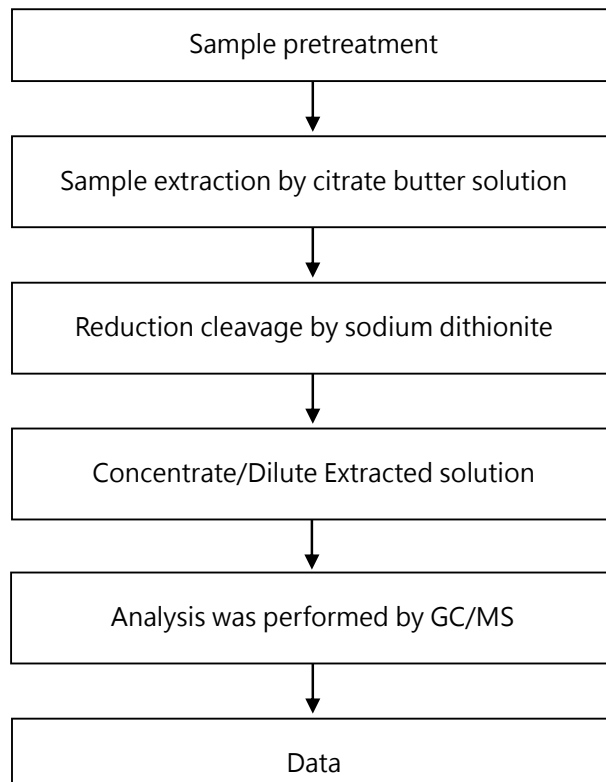 Sample pretreatment
Sample extraction by citrate butter solution
Reduction cleavage by sodium dithionite
Concentrate/Dilute Extracted solution
Analysis was performed by GC/MS
Data